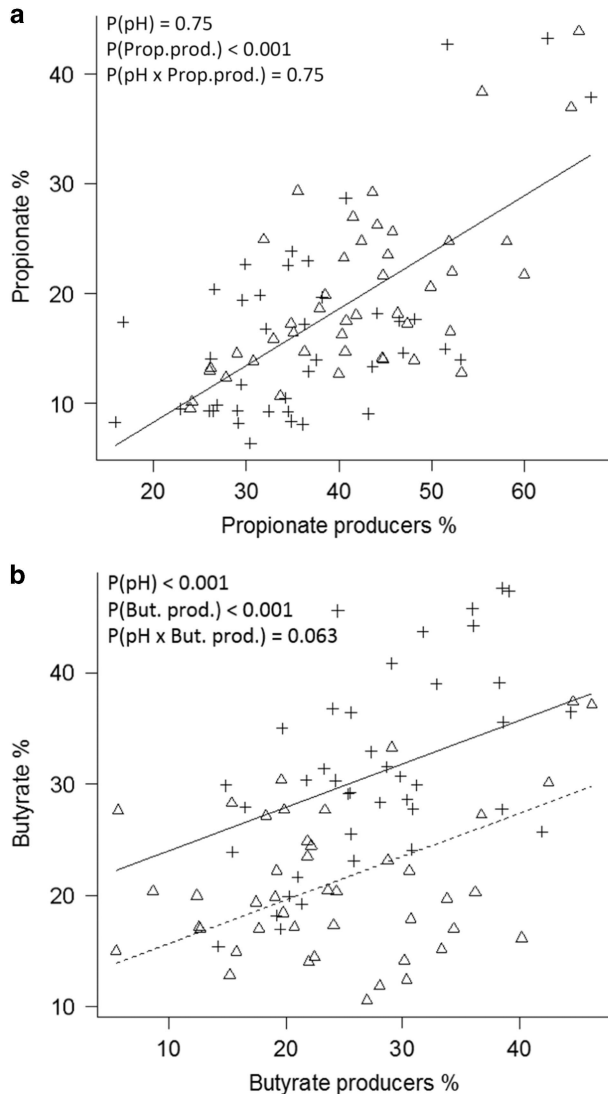 a
P(pH) = 0.75
P(Prop.prod.) < 0.001
P(pH x Prop.prod.) = 0.75
40
30
20
10
Propionate %
20 30 40 50 60
Propionate producers %
b
P(pH) < 0.001
P(But. prod.) < 0.001
P(pH x But. prod.) = 0.063
40
30
20
10
Butyrate %
10 20 30 40
Butyrate producers %